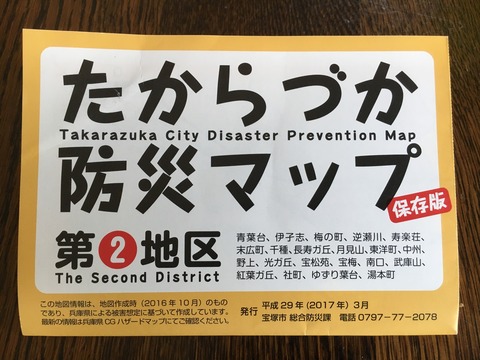 たからづか
Takarazuka City Disaster Prevention Map
防災マップ
保存版
第2地区
The Second District
青葉台、伊孑志、梅の町、逆瀬川、寿楽荘、
末広町、千種、長寿ガ丘、月見山、東洋町、中州、
野上、光ガ丘、宝松苑、宝梅、南口、武庫山、
紅葉ガ丘、社町、ゆずり葉台、湯本町
この地図情報は、地図作成時(2016年10月)のもの
であり、兵庫県による被害想定に基づいて作成しています。
最新の情報は兵庫県CGハザードマップにてご確認ください。
発行 平成29年(2017年)3月
宝塚市 総合防災課 電話 0797-77-2078